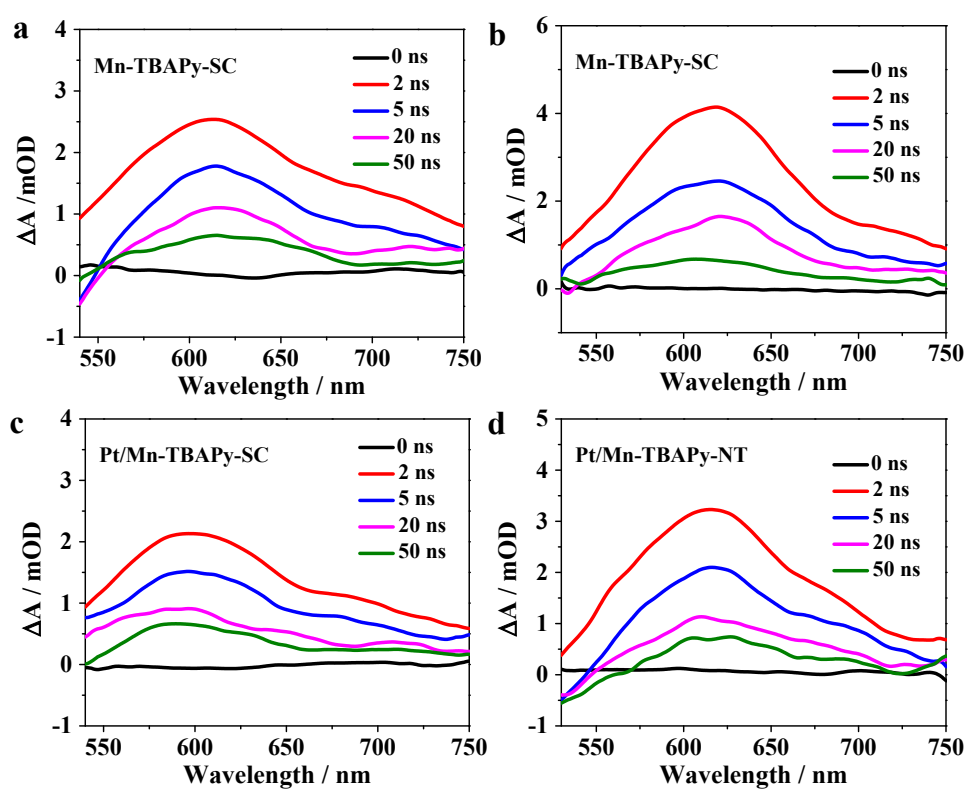 a
Mn-TBAPy-SC
0 ns
2 ns
5 ns
20 ns
50 ns
4
3
2
1
0
-1
ΔA /mOD
550 600 650 700 750
Wavelength / nm
b
Mn-TBAPy-SC
0 ns
2 ns
5 ns
20 ns
50 ns
6
4
2
0
ΔA / mOD
550 600 650 700 750
Wavelength / nm
c
Pt/Mn-TBAPy-SC
0 ns
2 ns
5 ns
20 ns
50 ns
4
3
2
1
0
-1
ΔA / mOD
550 600 650 700 750
Wavelength / nm
d
Pt/Mn-TBAPy-NT
0 ns
2 ns
5 ns
20 ns
50 ns
5
4
3
2
1
0
-1
ΔA / mOD
550 600 650 700 750
Wavelength / nm